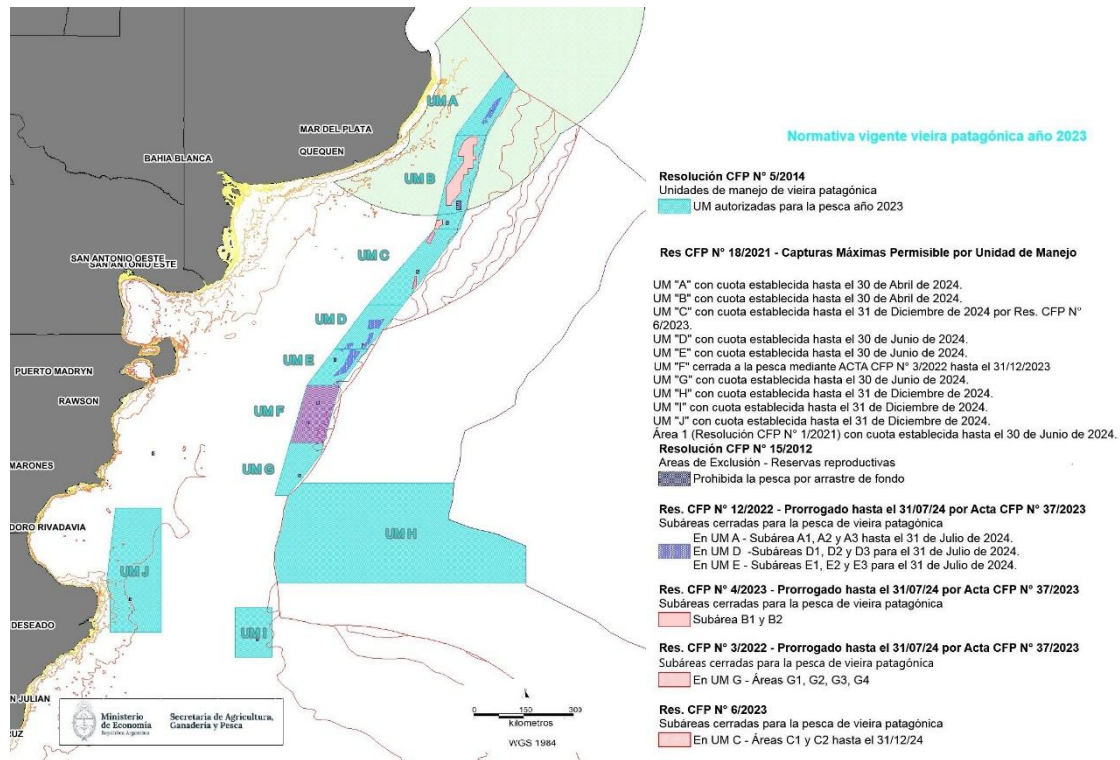 UM A
MAR DEL PLATA
QUEQUEN
BAHIA BLANCA
UM B
SAN ANTONIO OESTE
SAN ANTONIO ESTE
UM C
UM D
UM E
PUERTO MADRYN
RAWSON
UM F
MARONES
UM G
DORO RIVADAVIA
UM H
UM J
DESEADO
UM I
N JULIAN
RUZ
Ministerio
de Economía
República Argentina
Secretaría de Agricultura,
Ganadería y Pesca
0 150 300
kilometros
WGS 1984
Normativa vigente vieira patagónica año 2023
Resolución CFP N° 5/2014
Unidades de manejo de vieira patagónica
UM autorizadas para la pesca año 2023
Res CFP N° 18/2021 - Capturas Máximas Permisible por Unidad de Manejo
UM "A" con cuota establecida hasta el 30 de Abril de 2024.
UM "B" con cuota establecida hasta el 30 de Abril de 2024.
UM "C" con cuota establecida hasta el 31 de Diciembre de 2024 por Res. CFP N°
6/2023.
UM "D" con cuota establecida hasta el 30 de Junio de 2024.
UM "E" con cuota establecida hasta el 30 de Junio de 2024.
UM "F" cerrada a la pesca mediante ACTA CFP N° 3/2022 hasta el 31/12/2023
UM "G" con cuota establecida hasta el 30 de Junio de 2024.
UM "H" con cuota establecida hasta el 31 de Diciembre de 2024.
UM "I" con cuota establecida hasta el 31 de Diciembre de 2024.
UM "J" con cuota establecida hasta el 31 de Diciembre de 2024.
Área 1 (Resolución CFP N° 1/2021) con cuota establecida hasta el 30 de Junio de 2024.
Resolución CFP N° 15/2012
Areas de Exclusión - Reservas reproductivas
Prohibida la pesca por arrastre de fondo
Res. CFP N° 12/2022 - Prorrogado hasta el 31/07/24 por Acta CFP N° 37/2023
Subáreas cerradas para la pesca de vieira patagónica
En UM A - Subárea A1, A2 y A3 hasta el 31 de Julio de 2024.
En UM D -Subáreas D1, D2 y D3 para el 31 de Julio de 2024.
En UM E - Subáreas E1, E2 y E3 para el 31 de Julio de 2024.
Res. CFP N° 4/2023 - Prorrogado hasta el 31/07/24 por Acta CFP N° 37/2023
Subáreas cerradas para la pesca de vieira patagónica
Subárea B1 y B2
Res. CFP N° 3/2022 - Prorrogado hasta el 31/07/24 por Acta CFP N° 37/2023
Subáreas cerradas para la pesca de vieira patagónica
En UM G - Áreas G1, G2, G3, G4
Res. CFP N° 6/2023
Subáreas cerradas para la pesca de vieira patagónica
En UM C - Áreas C1 y C2 hasta el 31/12/24